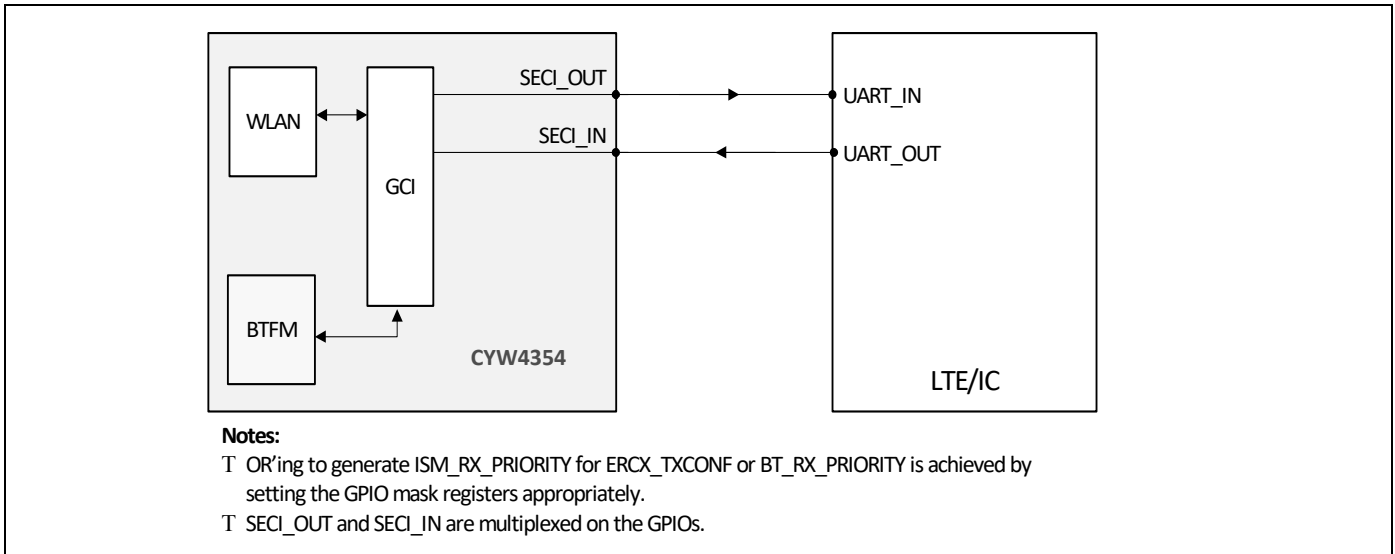 SECI_OUT
UART_IN
WLAN
SECI_IN
UART_OUT
GCI
BTFM
CYW4354
LTE/IC
Notes:
T OR'ing to generate ISM_RX_PRIORITY for ERCX_TXCONF or BT_RX_PRIORITY is achieved by
setting the GPIO mask registers appropriately.
T SECI_OUT and SECI_IN are multiplexed on the GPIOs.